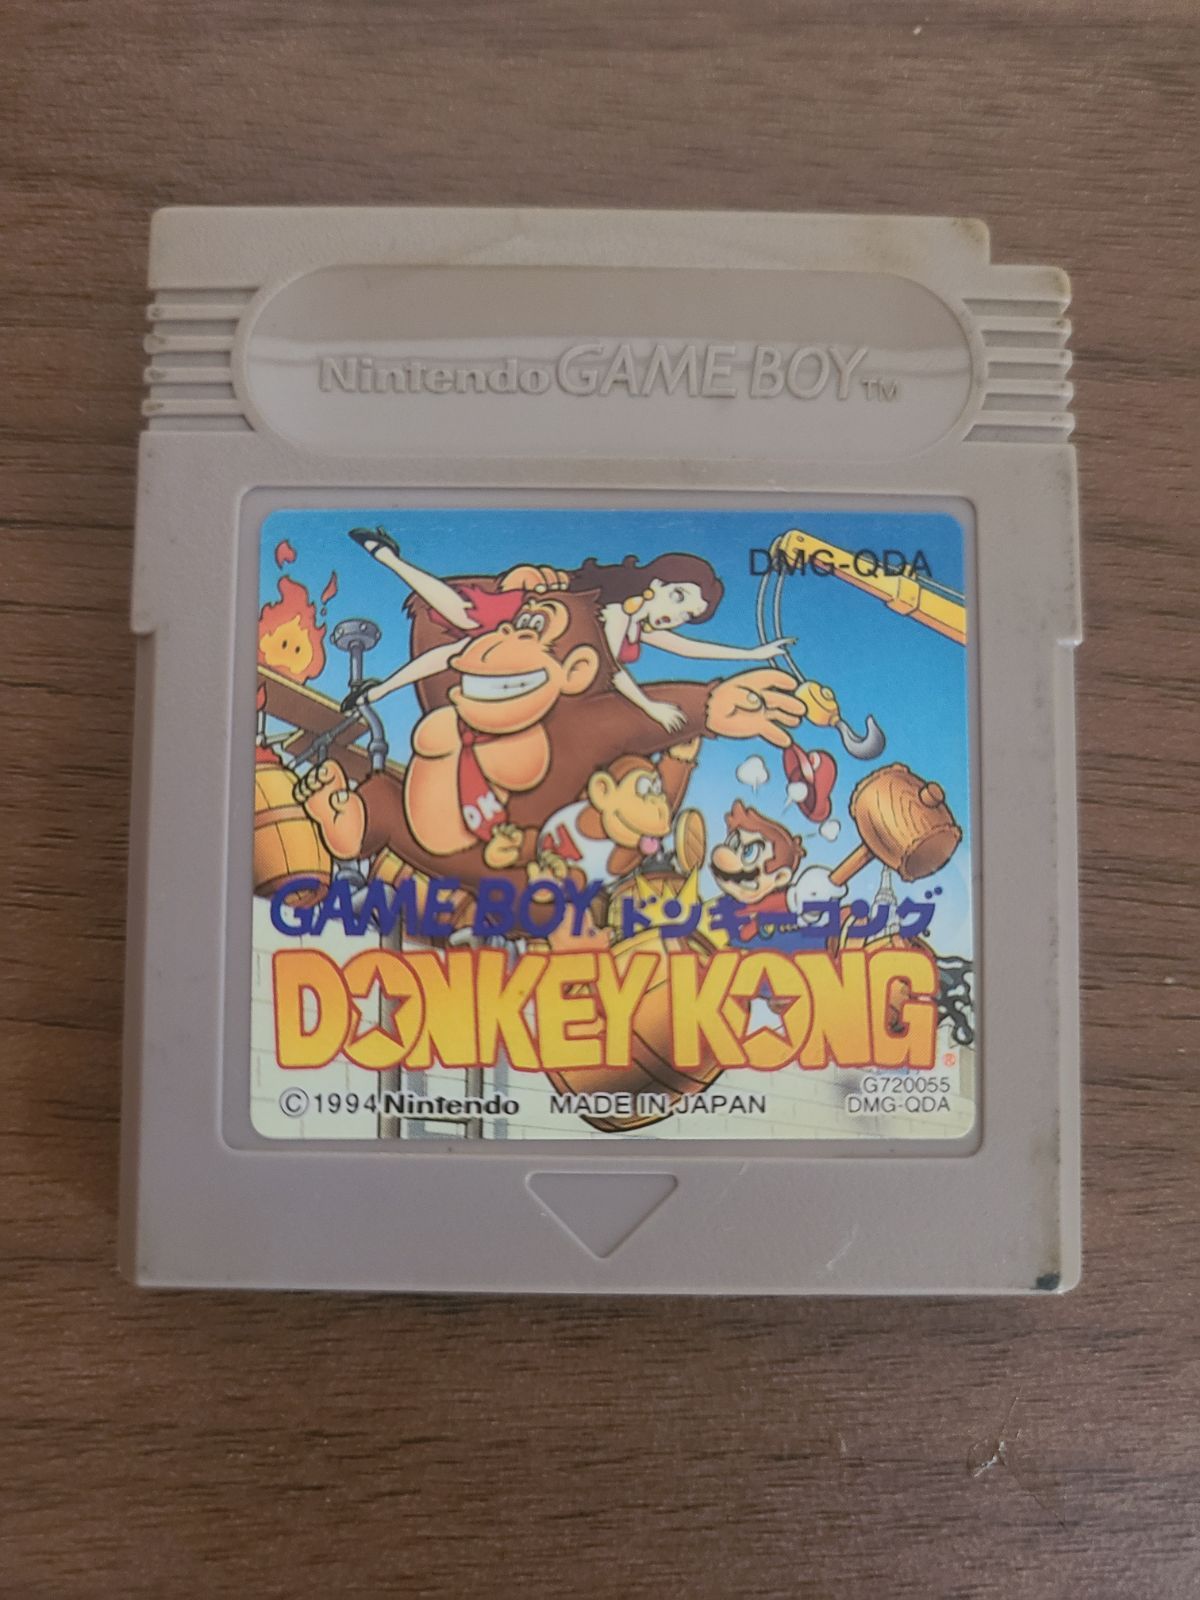 Nintendo GAME BOY TM
DMG-QDA
DK
GAME BOY ドンキーコング
DONKEY KONG ®
© 1994 Nintendo MADE IN JAPAN
G720055
DMG-QDA